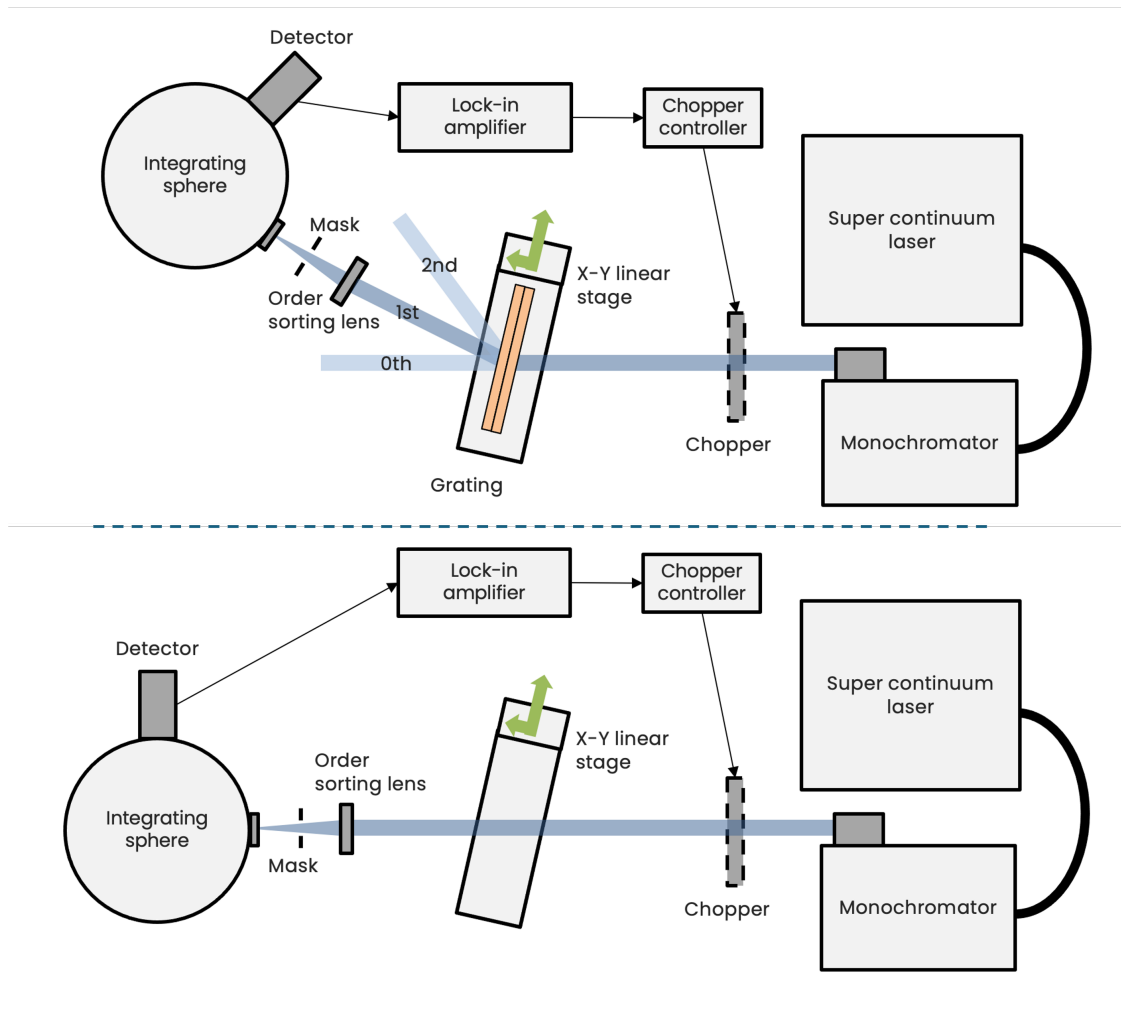 Detector
Lock-in
amplifier
Chopper
controller
Integrating
sphere
Super continuum
laser
Mask
2nd
X-Y linear
stage
Order
sorting lens
1st
0th
Chopper
Monochromator
Grating
Lock-in
amplifier
Chopper
controller
Detector
Super continuum
laser
X-Y linear
stage
Order
sorting lens
Integrating
sphere
Mask
Chopper
Monochromator